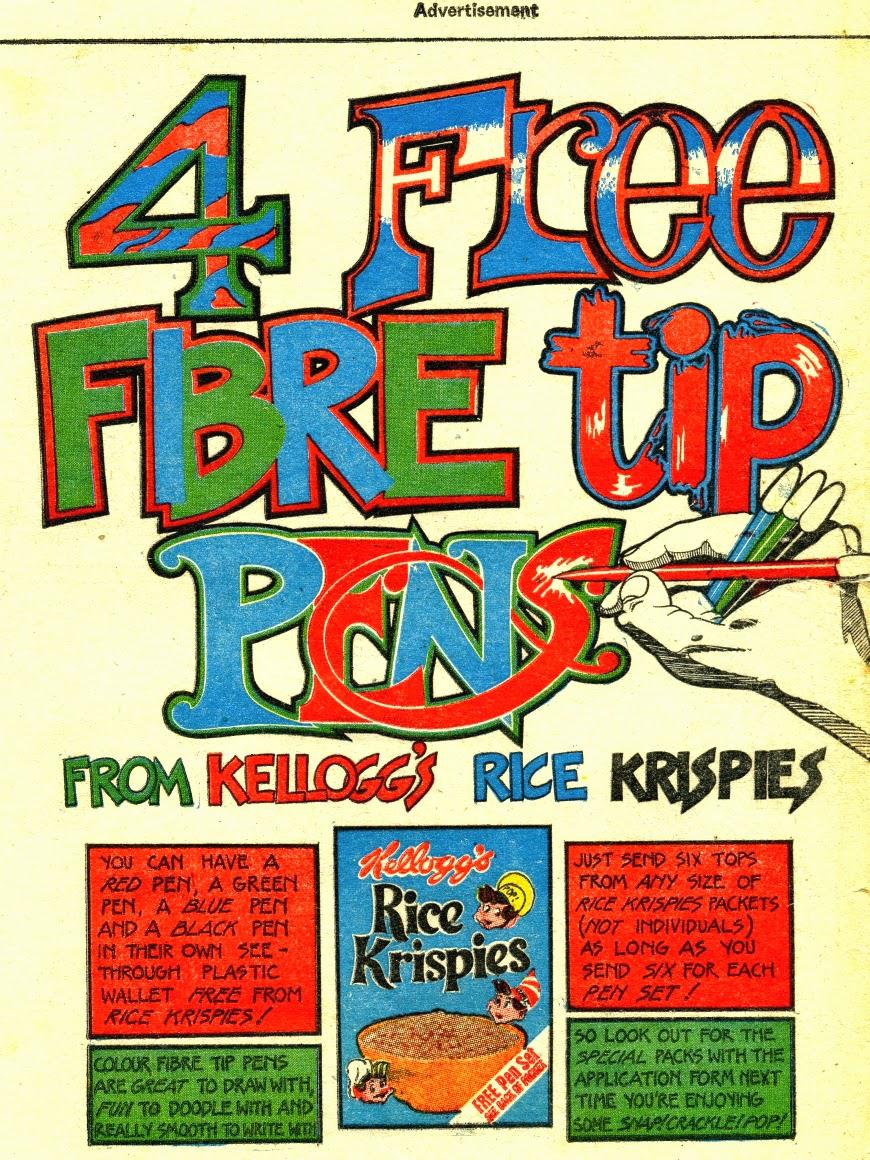 Advertisement
4 Free
FIBRE tip
PENS
FROM KELLOGG'S RICE KRISPIES
YOU CAN HAVE A
RED PEN, A GREEN
PEN, A BLUE PEN
AND A BLACK PEN
IN THEIR OWN SEE-
THROUGH PLASTIC
WALLET FREE FROM
RICE KRISPIES!
COLOUR FIBRE TIP PENS
ARE GREAT TO DRAW WITH,
FUN TO DOODLE WITH AND
REALLY SMOOTH TO WRITE WITH
Kellogg's
POP!
Rice
Krispies
FREE Pen Set
SEE BACK OF PACKET
JUST SEND SIX TOPS
FROM ANY SIZE OF
RICE KRISPIES PACKETS
(NOT INDIVIDUALS)
AS LONG AS YOU
SEND SIX FOR EACH
PEN SET!
SO LOOK OUT FOR THE
SPECIAL PACKS WITH THE
APPLICATION FORM NEXT
TIME YOU'RE ENJOYING
SOME SNAP! CRACKLE! POP!